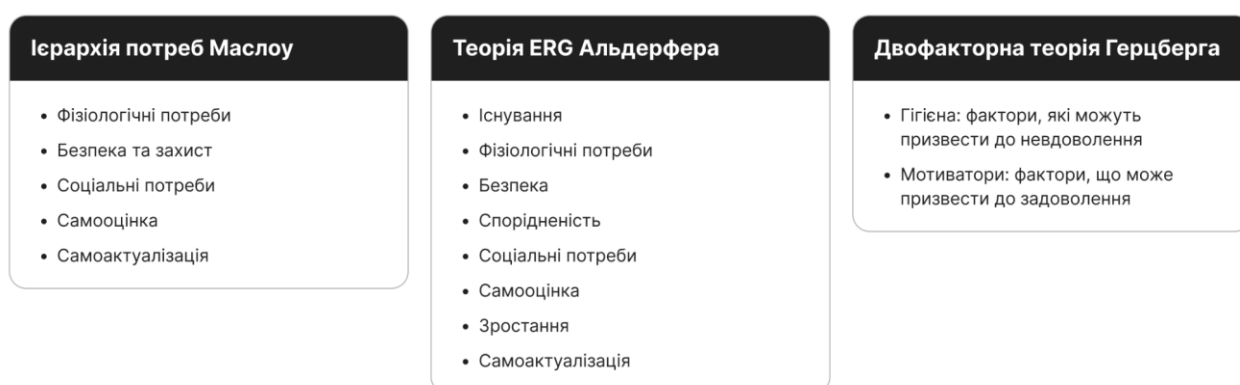 Ієрархія потреб Маслоу
• Фізіологічні потреби
• Безпека та захист
• Соціальні потреби
• Самооцінка
• Самоактуалізація
Теорія ERG Альдерфера
• Існування
• Фізіологічні потреби
• Безпека
• Спорідненість
• Соціальні потреби
• Самооцінка
• Зростання
• Самоактуалізація
Двофакторна теорія Герцберга
• Гігієна: фактори, які можуть
призвести до невдоволення
• Мотиватори: фактори, що може
призвести до задоволення